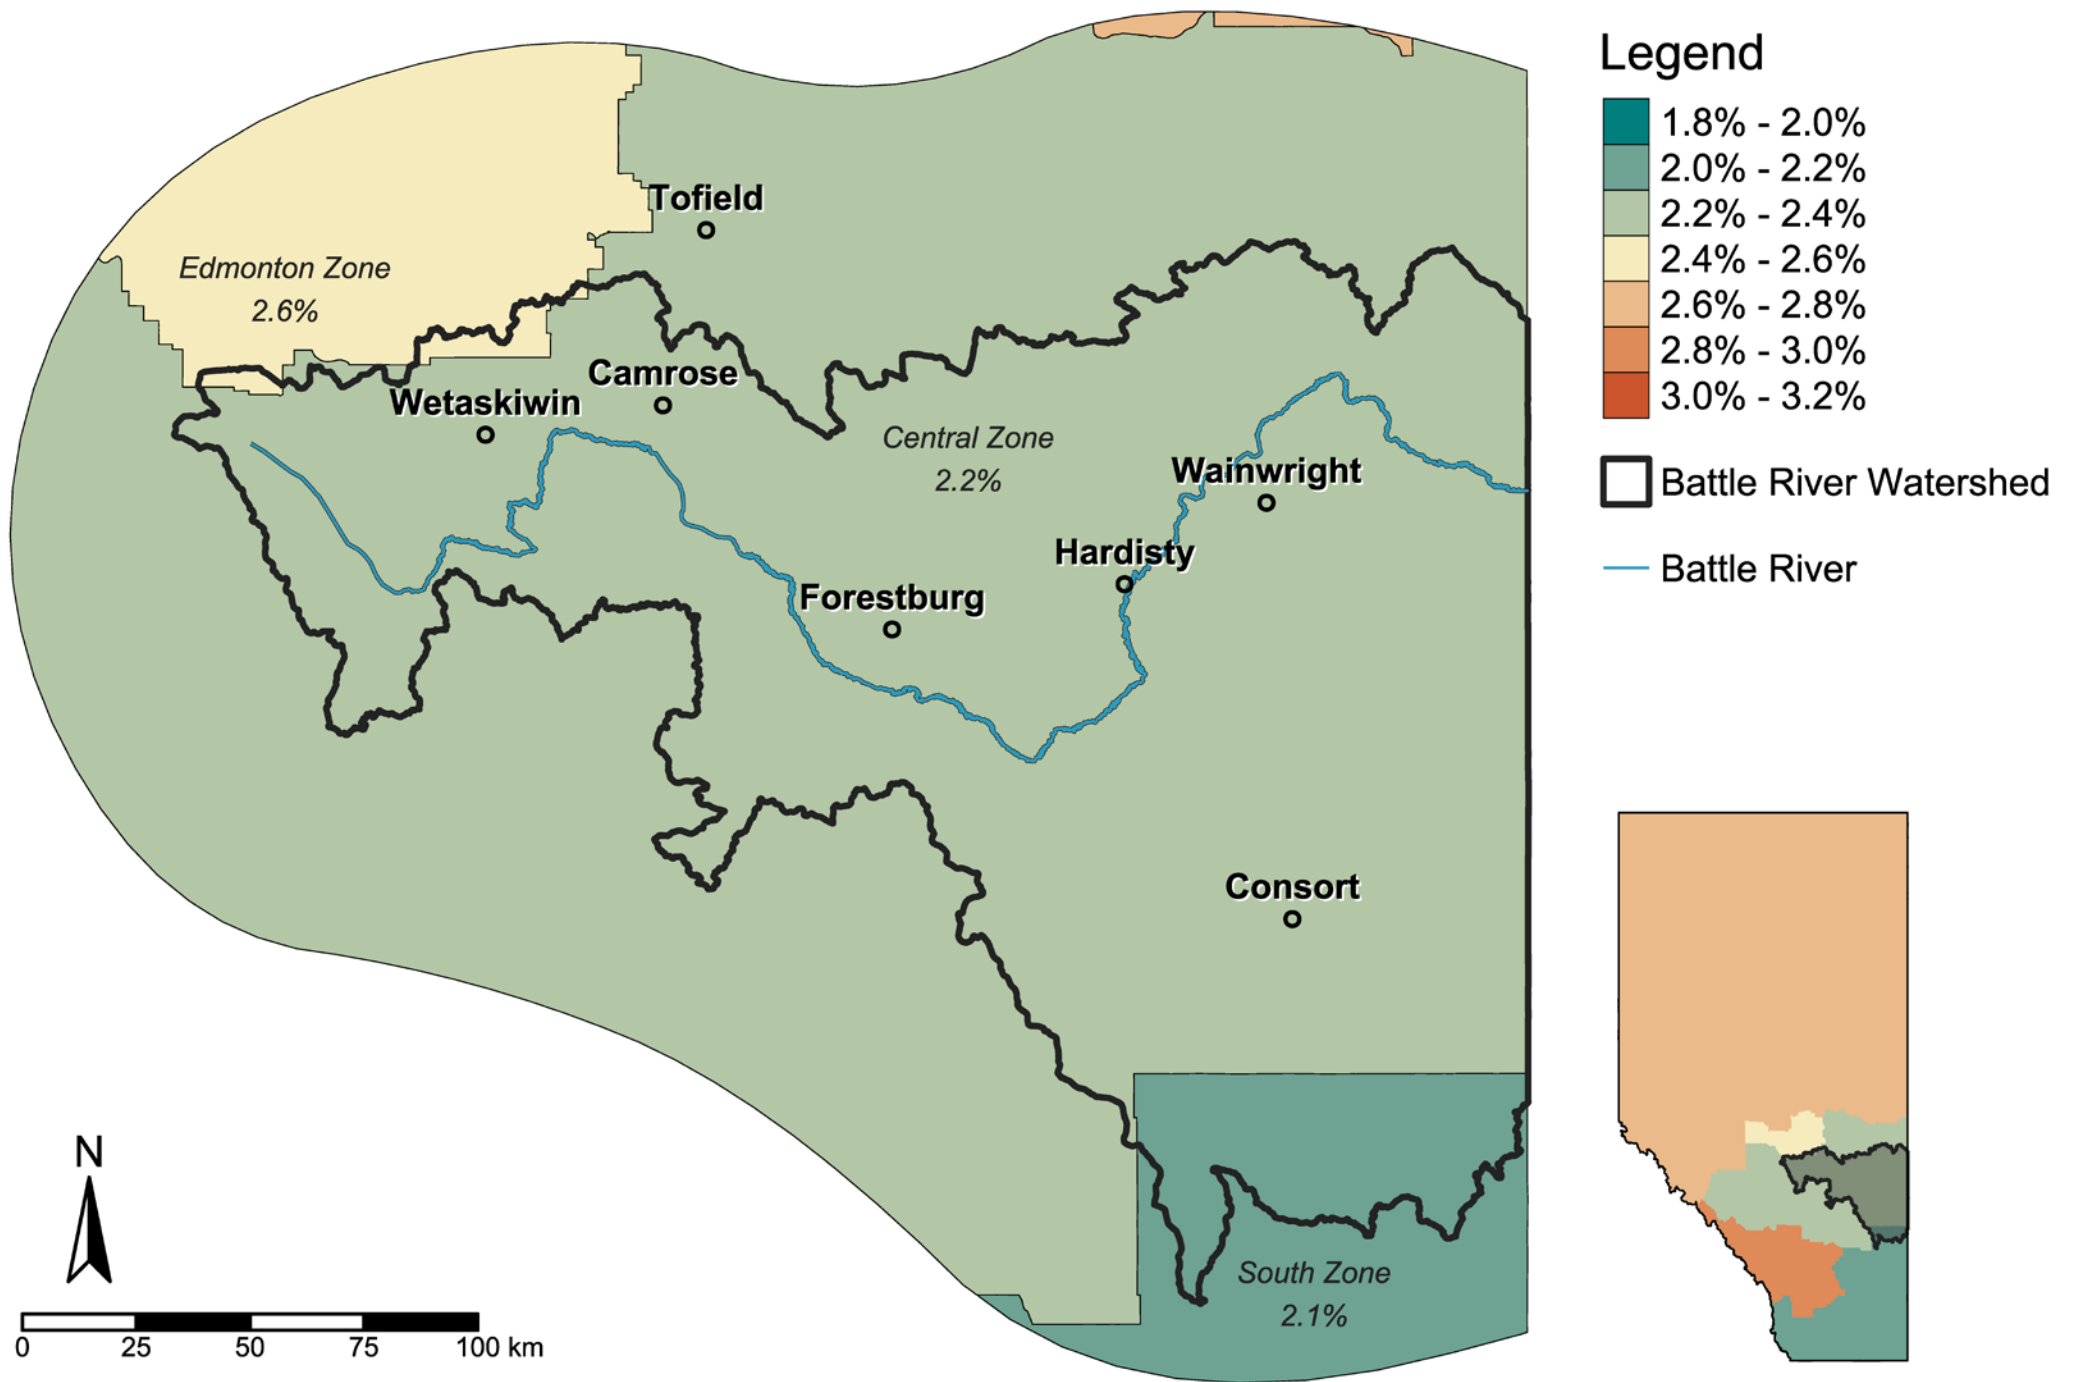 Legend
1.8% - 2.0%
2.0% - 2.2%
2.2% - 2.4%
2.4% - 2.6%
2.6% - 2.8%
2.8% - 3.0%
3.0% - 3.2%
Battle River Watershed
Battle River
Tofield
Edmonton Zone
2.6%
Camrose
Wetaskiwin
Central Zone
2.2%
Wainwright
Hardisty
Forestburg
Consort
South Zone
2.1%
N
0 25 50 75 100 km